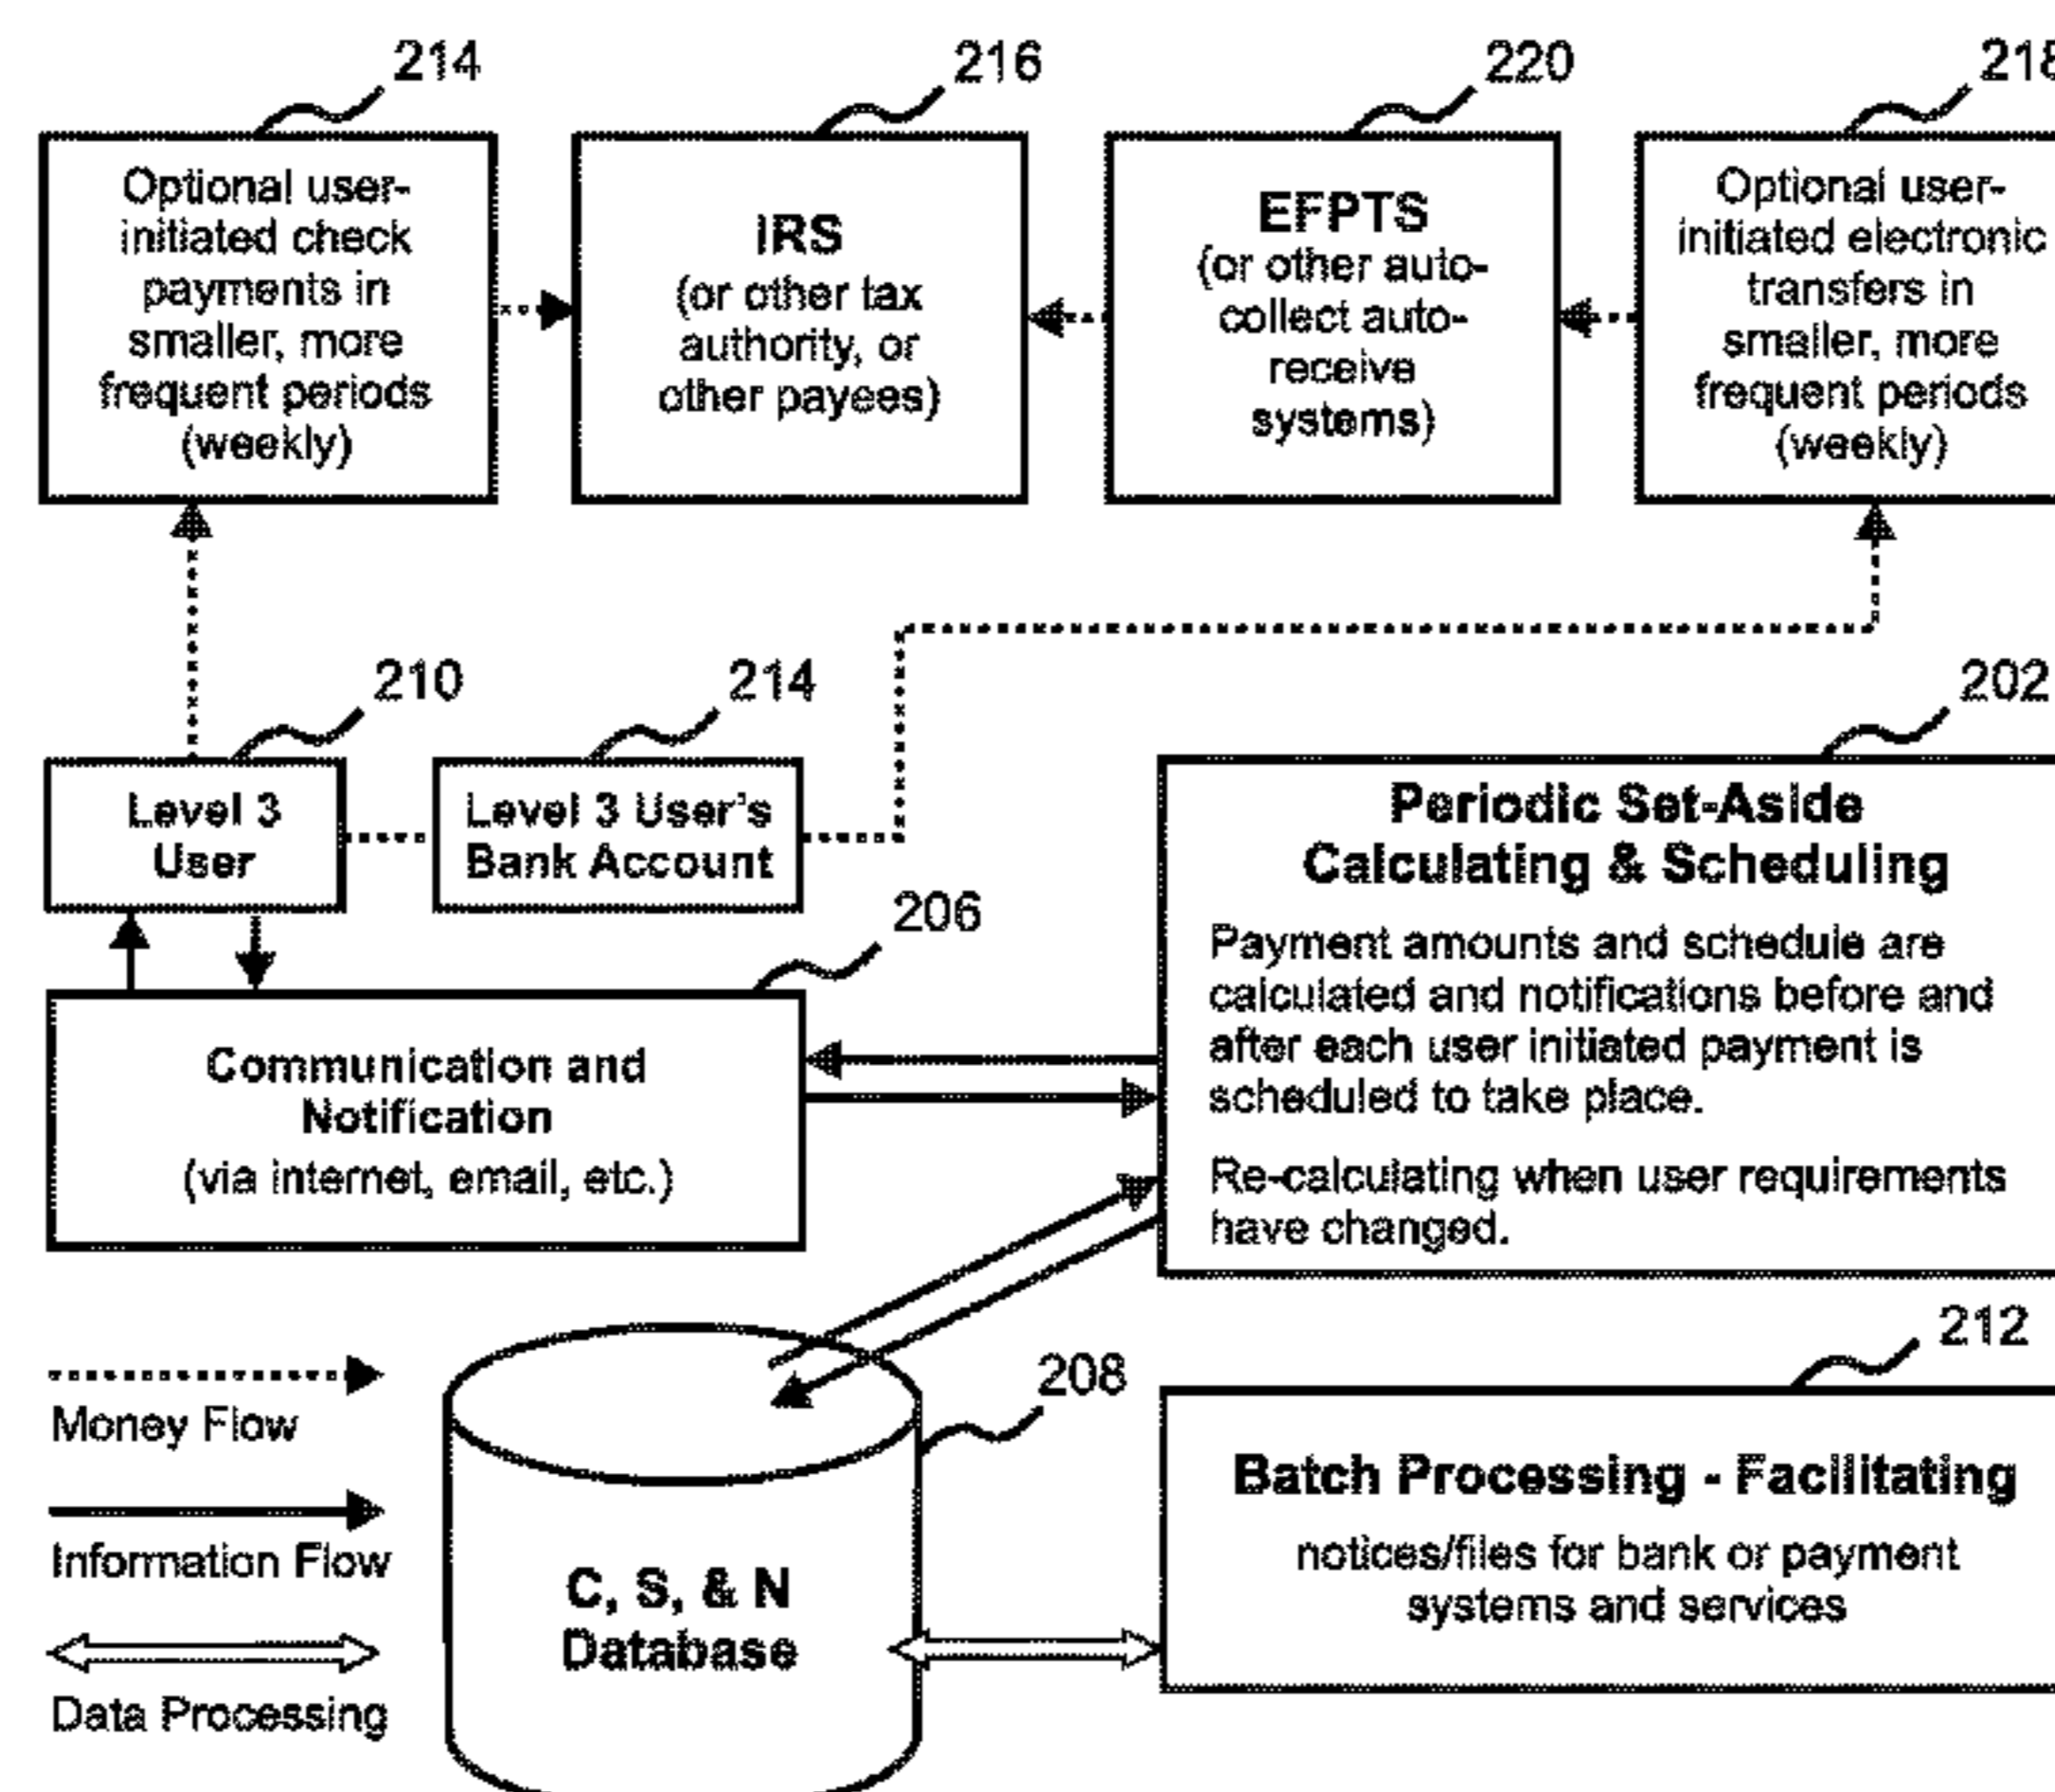 214
216
220
218
Optional user-
initiated check
payments in
smaller, more
frequent periods
(weekly)
IRS
(or other tax
authority, or
other payees)
EFPTS
(or other auto-
collect auto-
receive
systems)
Optional user-
initiated electronic
transfers in
smaller, more
frequent periods
(weekly)
210
214
202
Level 3
User
Level 3 User's
Bank Account
206
Periodic Set-Aside
Calculating & Scheduling
Payment amounts and schedule are
calculated and notifications before and
after each user initiated payment is
scheduled to take place.
Re-calculating when user requirements
have changed.
Communication and
Notification
(via internet, email, etc.)
212
208
Money Flow
Information Flow
Data Processing
C, S, & N
Database
Batch Processing - Facilitating
notices/files for bank or payment
systems and services